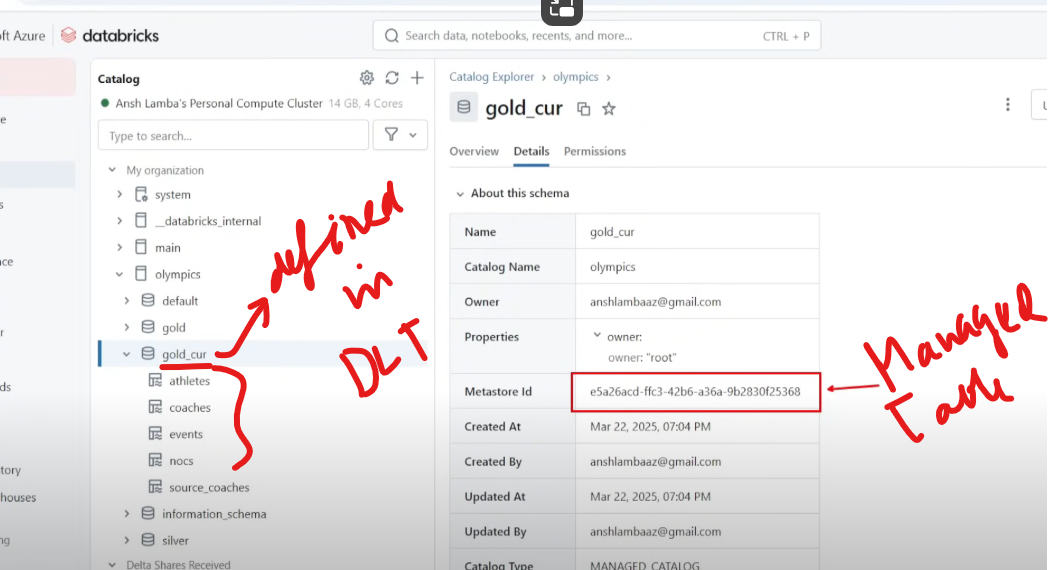 oft Azure databricks
Search data, notebooks, recents, and more... CTRL + P
Catalog
Ansh Lamba's Personal Compute Cluster 14 GB, 4 Cores
Type to search...
My organization
system
__databricks_internal
main
olympics
default
gold
gold_cur
athletes
coaches
events
nocs
source_coaches
information_schema
silver
Delta Shares Received
defined
in
DLT
Catalog Explorer > olympics >
gold_cur
Overview Details Permissions
About this schema
Name gold_cur
Catalog Name olympics
Owner anshlambaaz@gmail.com
Properties owner:
owner: "root"
Metastore Id e5a26acd-ffc3-42b6-a36a-9b2830f25368
Created At Mar 22, 2025, 07:04 PM
Created By anshlambaaz@gmail.com
Updated At Mar 22, 2025, 07:04 PM
Updated By anshlambaaz@gmail.com
Catalog Type MANAGED_CATALOG
Managed
Table